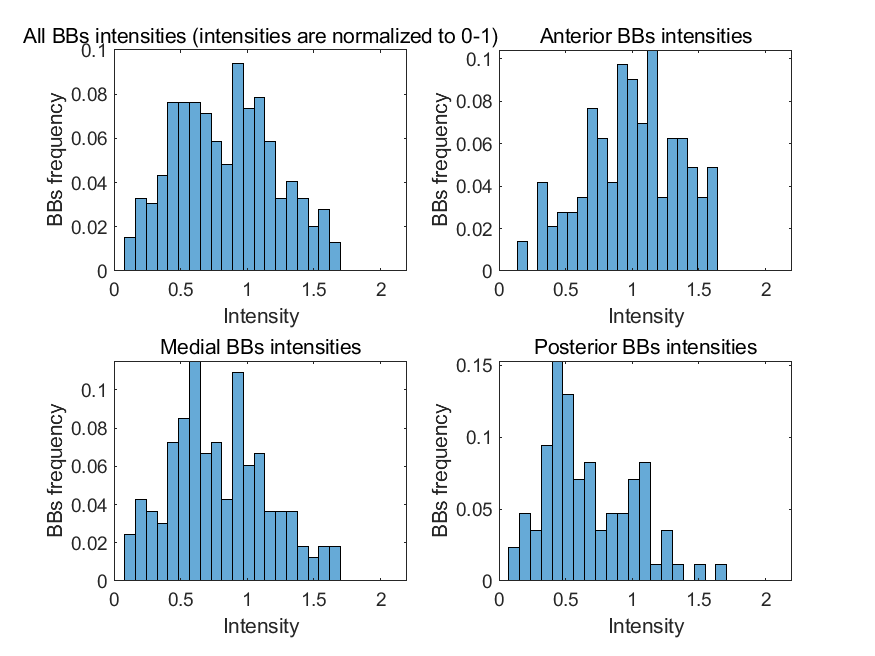 All BBs intensities (intensities are normalized to 0-1)
0.1
0.08
0.06
0.04
0.02
0
BBs frequency
0 0.5 1 1.5 2
Intensity
Anterior BBs intensities
0.1
0.08
0.06
0.04
0.02
0
BBs frequency
0 0.5 1 1.5 2
Intensity
Medial BBs intensities
0.1
0.08
0.06
0.04
0.02
0
BBs frequency
0 0.5 1 1.5 2
Intensity
Posterior BBs intensities
0.15
0.1
0.05
0
BBs frequency
0 0.5 1 1.5 2
Intensity